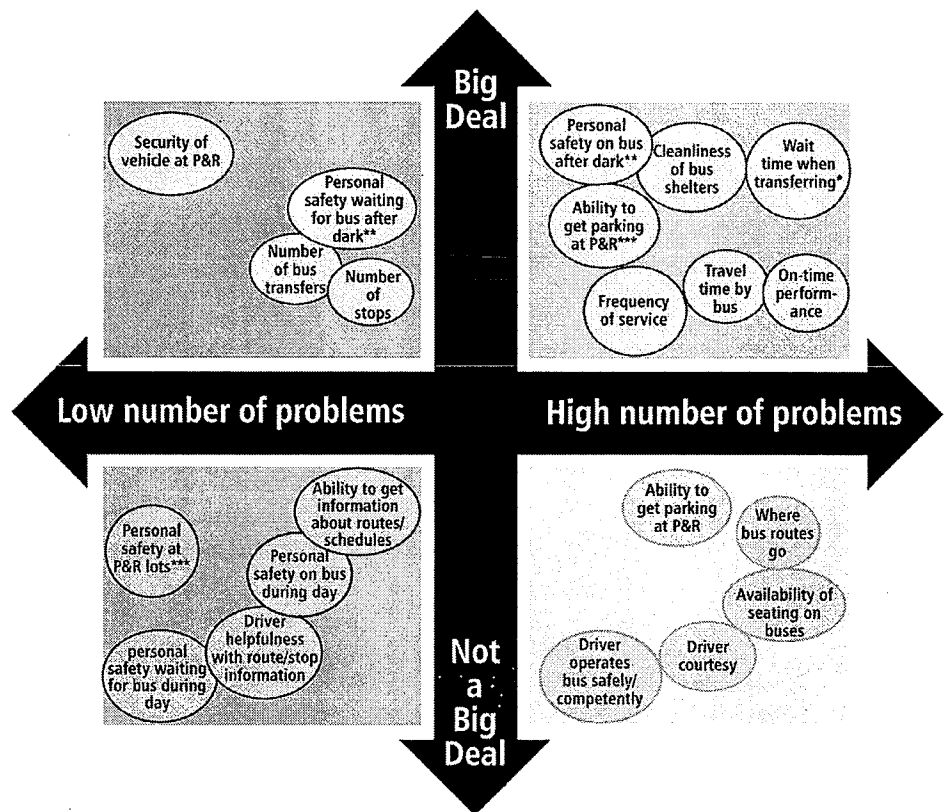 Big
Deal
Security of
vehicle at P&R
Personal
safety waiting
for bus after
dark**
Number
of bus
transfers
Number
of
stops
Personal
safety on bus
after dark**
Cleanliness
of bus
shelters
Wait
time when
transferring*
Ability to
get parking
at P&R***
Frequency
of service
Travel
time by
bus
On-time
perform-
ance
Low number of problems
High number of problems
Ability to get
information
about routes/
schedules
Personal
safety at
P&R lots***
Personal
safety on bus
during day
Driver
helpfulness
with route/stop
information
personal
safety waiting
for bus during
day
Ability to
get parking
at P&R
Where
bus routes
go
Availability of
seating on
buses
Driver
courtesy
Driver
operates
bus safely/
competently
Not
a
Big
Deal